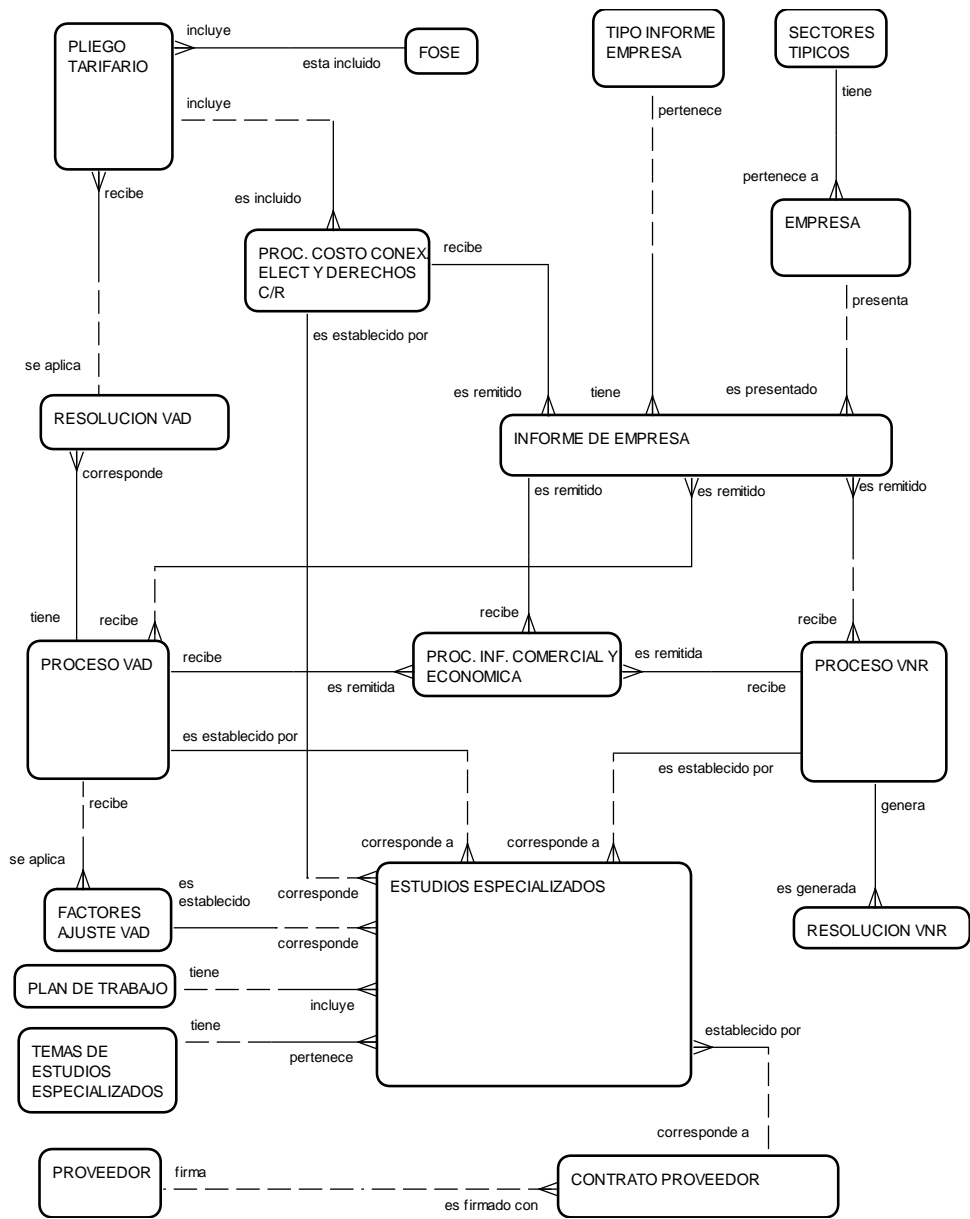 incluye
PLIEGO
TARIFARIO
esta incluido
FOSE
TIPO INFORME
EMPRESA
SECTORES
TIPICOS
tiene
incluye
pertenece
recibe
es incluido
pertenece a
EMPRESA
PROC. COSTO CONEX.
ELECT Y DERECHOS
C/R
recibe
presenta
es establecido por
se aplica
es remitido
tiene
es presentado
RESOLUCION VAD
INFORME DE EMPRESA
corresponde
es remitido
es remitido
es remitido
tiene
recibe
recibe
recibe
PROCESO VAD
recibe
es remitida
PROC. INF. COMERCIAL Y
ECONOMICA
es remitida
recibe
PROCESO VNR
es establecido por
es establecido por
recibe
genera
se aplica
corresponde a
corresponde a
es
establecido
corresponde
ESTUDIOS ESPECIALIZADOS
es generada
FACTORES
AJUSTE VAD
corresponde
RESOLUCION VNR
PLAN DE TRABAJO
tiene
incluye
tiene
pertenece
establecido por
TEMAS DE
ESTUDIOS
ESPECIALIZADOS
corresponde a
PROVEEDOR
firma
es firmado con
CONTRATO PROVEEDOR